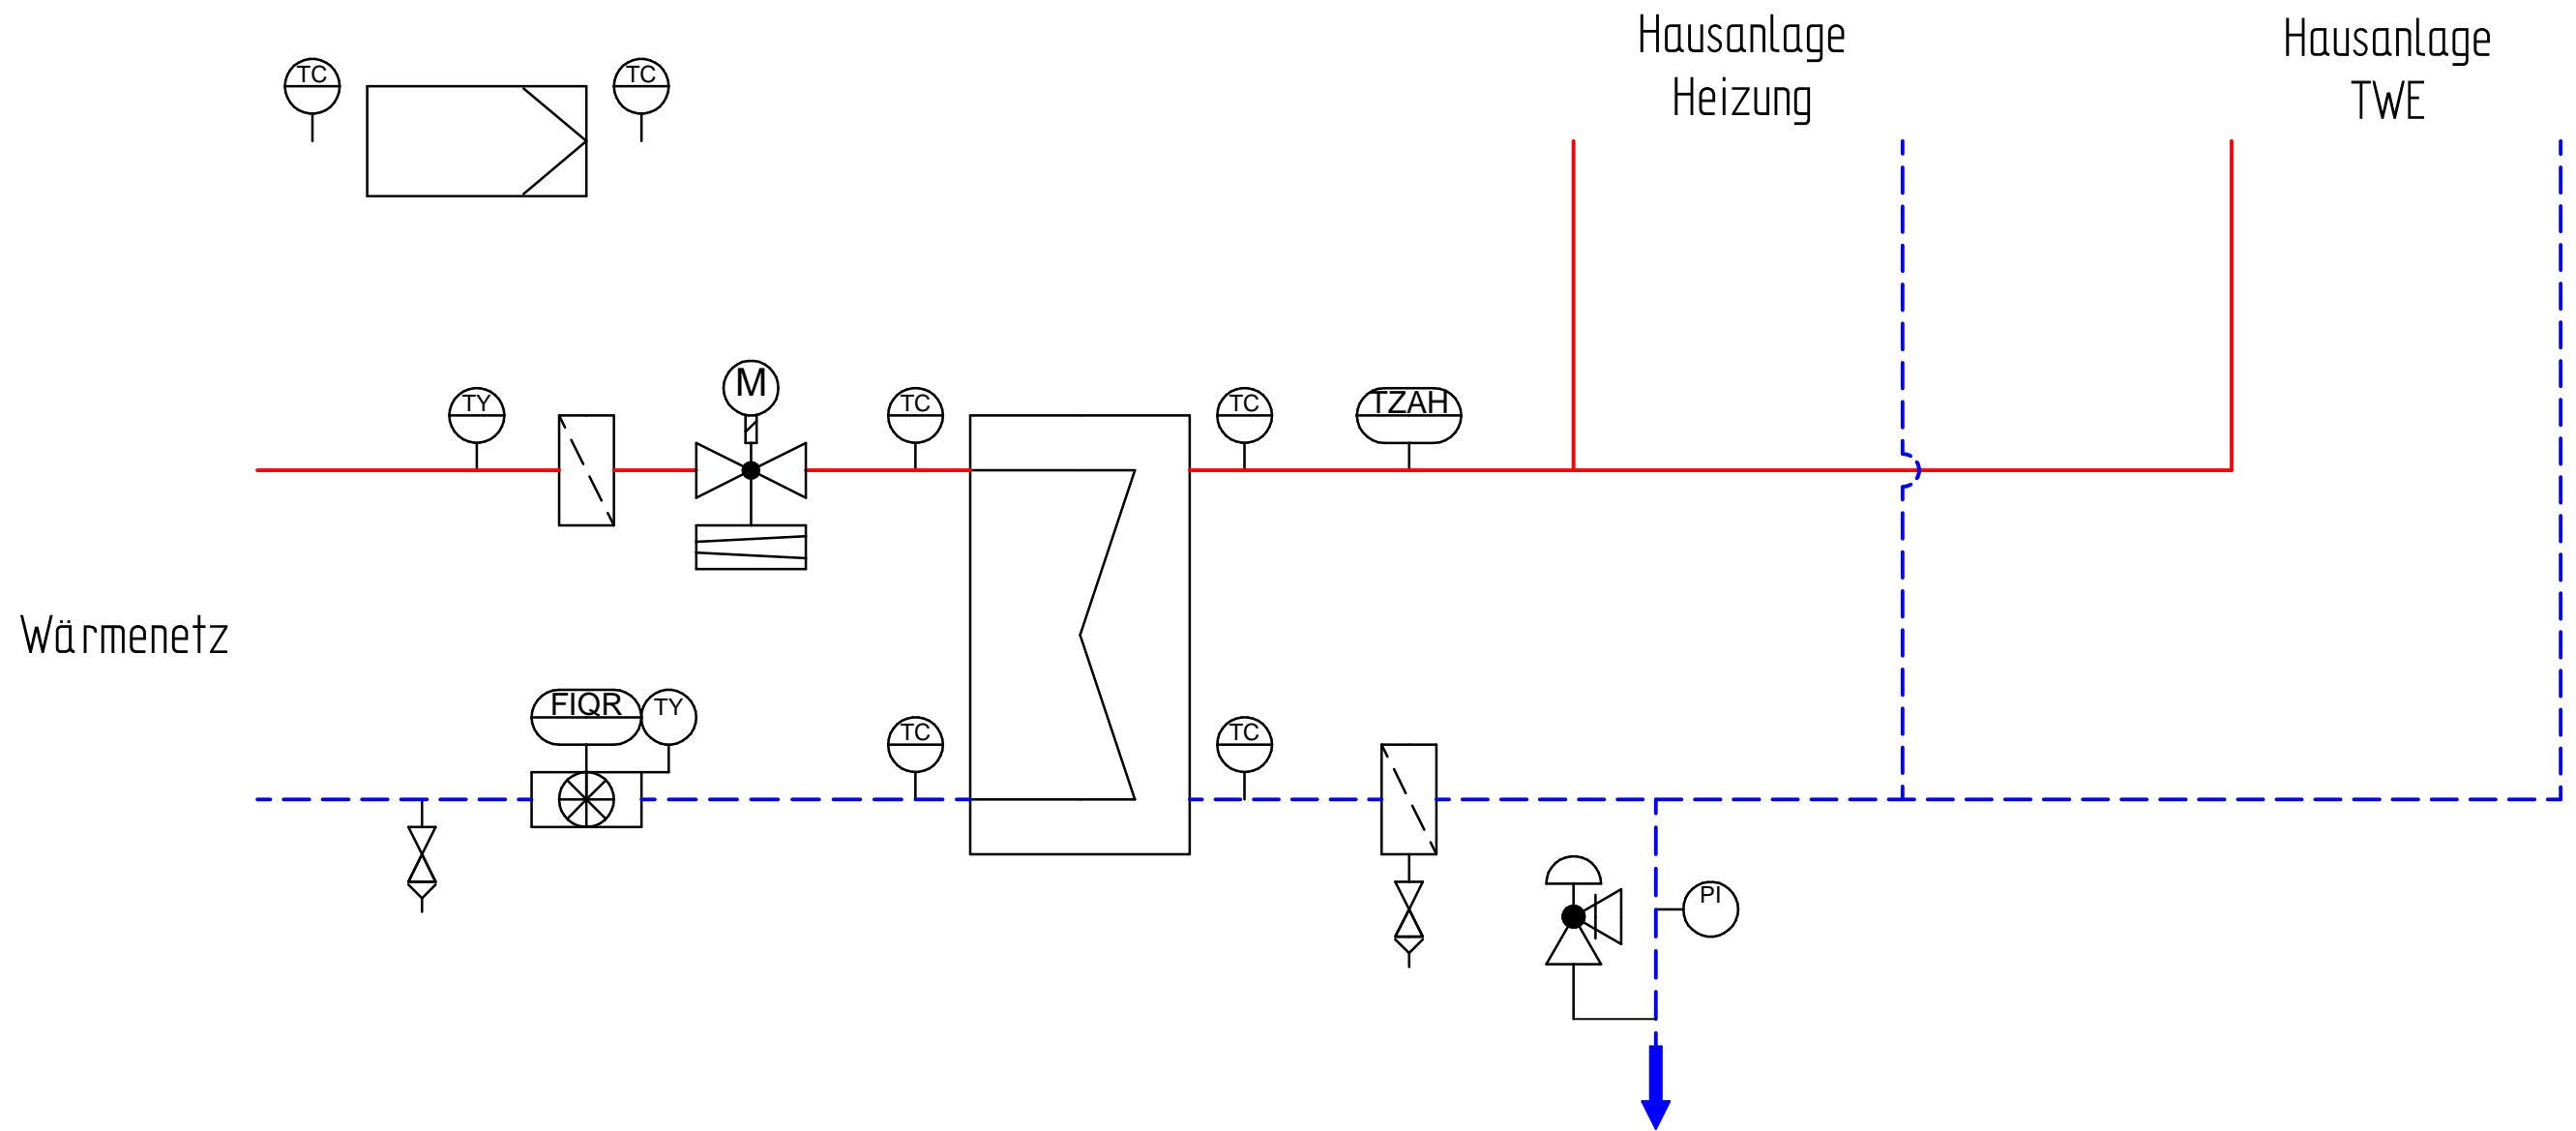 Hausanlage
Heizung
Hausanlage
TWE
TC
TC
M
TY
TC
TC
TZAH
Wärmenetz
FIQR
TY
TC
TC
PI